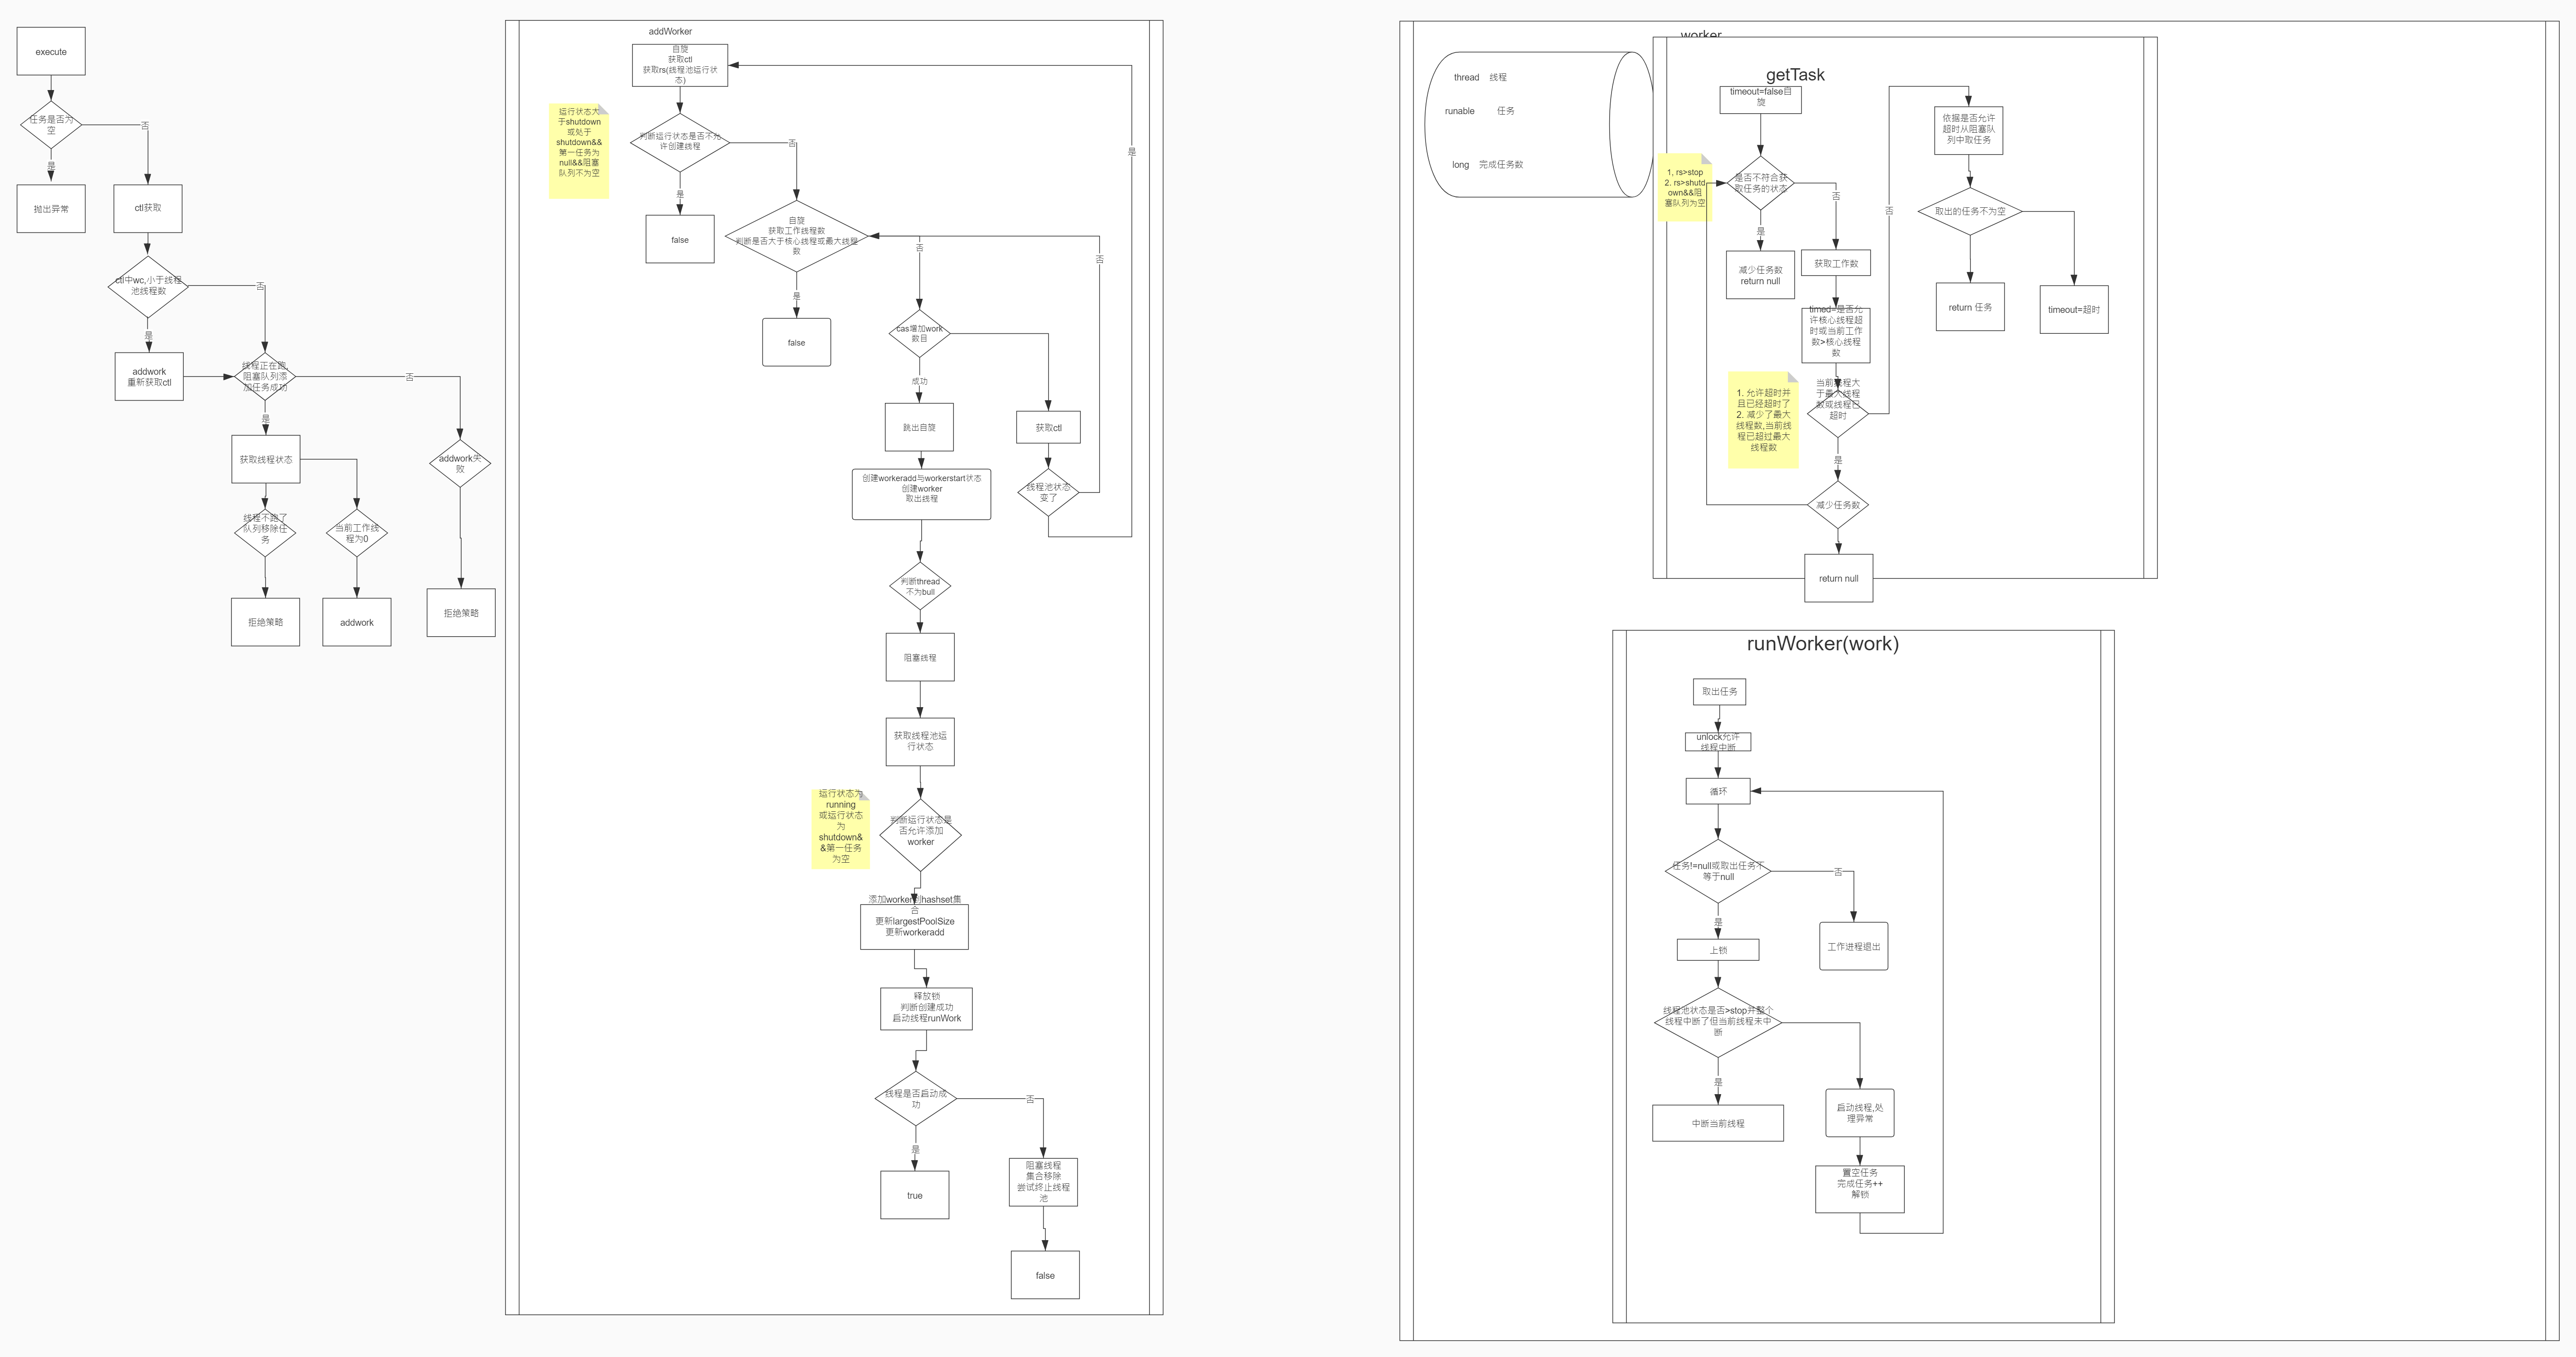 execute
任务是否为
空
是
否
抛出异常
ctl获取
ctl中wc,小于线程
池线程数
是
否
addwork
重新获取ctl
线程正在跑,
阻塞队列添
加任务成功
是
否
获取线程状态
addwork失
败
线程不跑了
队列移除任
务
当前工作线
程为0
拒绝策略
addwork
拒绝策略
addWorker
自旋
获取ctl
获取rs(线程池运行状
态)
运行状态大
于shutdown
或处于
shutdown&&
第一任务为
null&&阻塞
队列不为空
判断运行状态是否不允
许创建线程
否
是
是
false
自旋
获取工作线程数
判断是否大于核心线程或最大线程
数
否
否
是
false
cas增加work
数目
成功
跳出自旋
获取ctl
创建workeradd与workerstart状态
创建worker
取出线程
线程池状态
变了
判断thread
不为bull
阻塞线程
获取线程池运
行状态
运行状态为
running
或运行状态
为
shutdown&
&第一任务
为空
判断运行状态是
否允许添加
worker
添加worker到hashset集
合
更新largestPoolSize
更新workeradd
释放锁
判断创建成功
启动线程runWork
线程是否启动成
功
否
是
true
阻塞线程
集合移除
尝试终止线程
池
false
worker
thread 线程
runable 任务
long 完成任务数
getTask
timeout=false自
旋
1, rs>stop
2. rs>shutd
own&&阻
塞队列为空
是否不符合获
取任务的状态
否
是
减少任务数
return null
获取工作数
timed=是否允
许核心线程超
时或当前工作
数>核心线程
数
1. 允许超时并
且已经超时了
2. 减少了最大
线程数,当前线
程已超过最大
线程数
当前线程大
于最大线程
数或线程已
超时
否
是
减少任务数
return null
依据是否允许
超时从阻塞队
列中取任务
取出的任务不为空
return 任务
timeout=超时
runWorker(work)
取出任务
unlock允许
线程中断
循环
任务!=null或取出任务不
等于null
否
是
工作进程退出
上锁
线程池状态是否>stop并整个
线程中断了但当前线程未中
断
是
中断当前线程
启动线程,处
理异常
置空任务
完成任务++
解锁